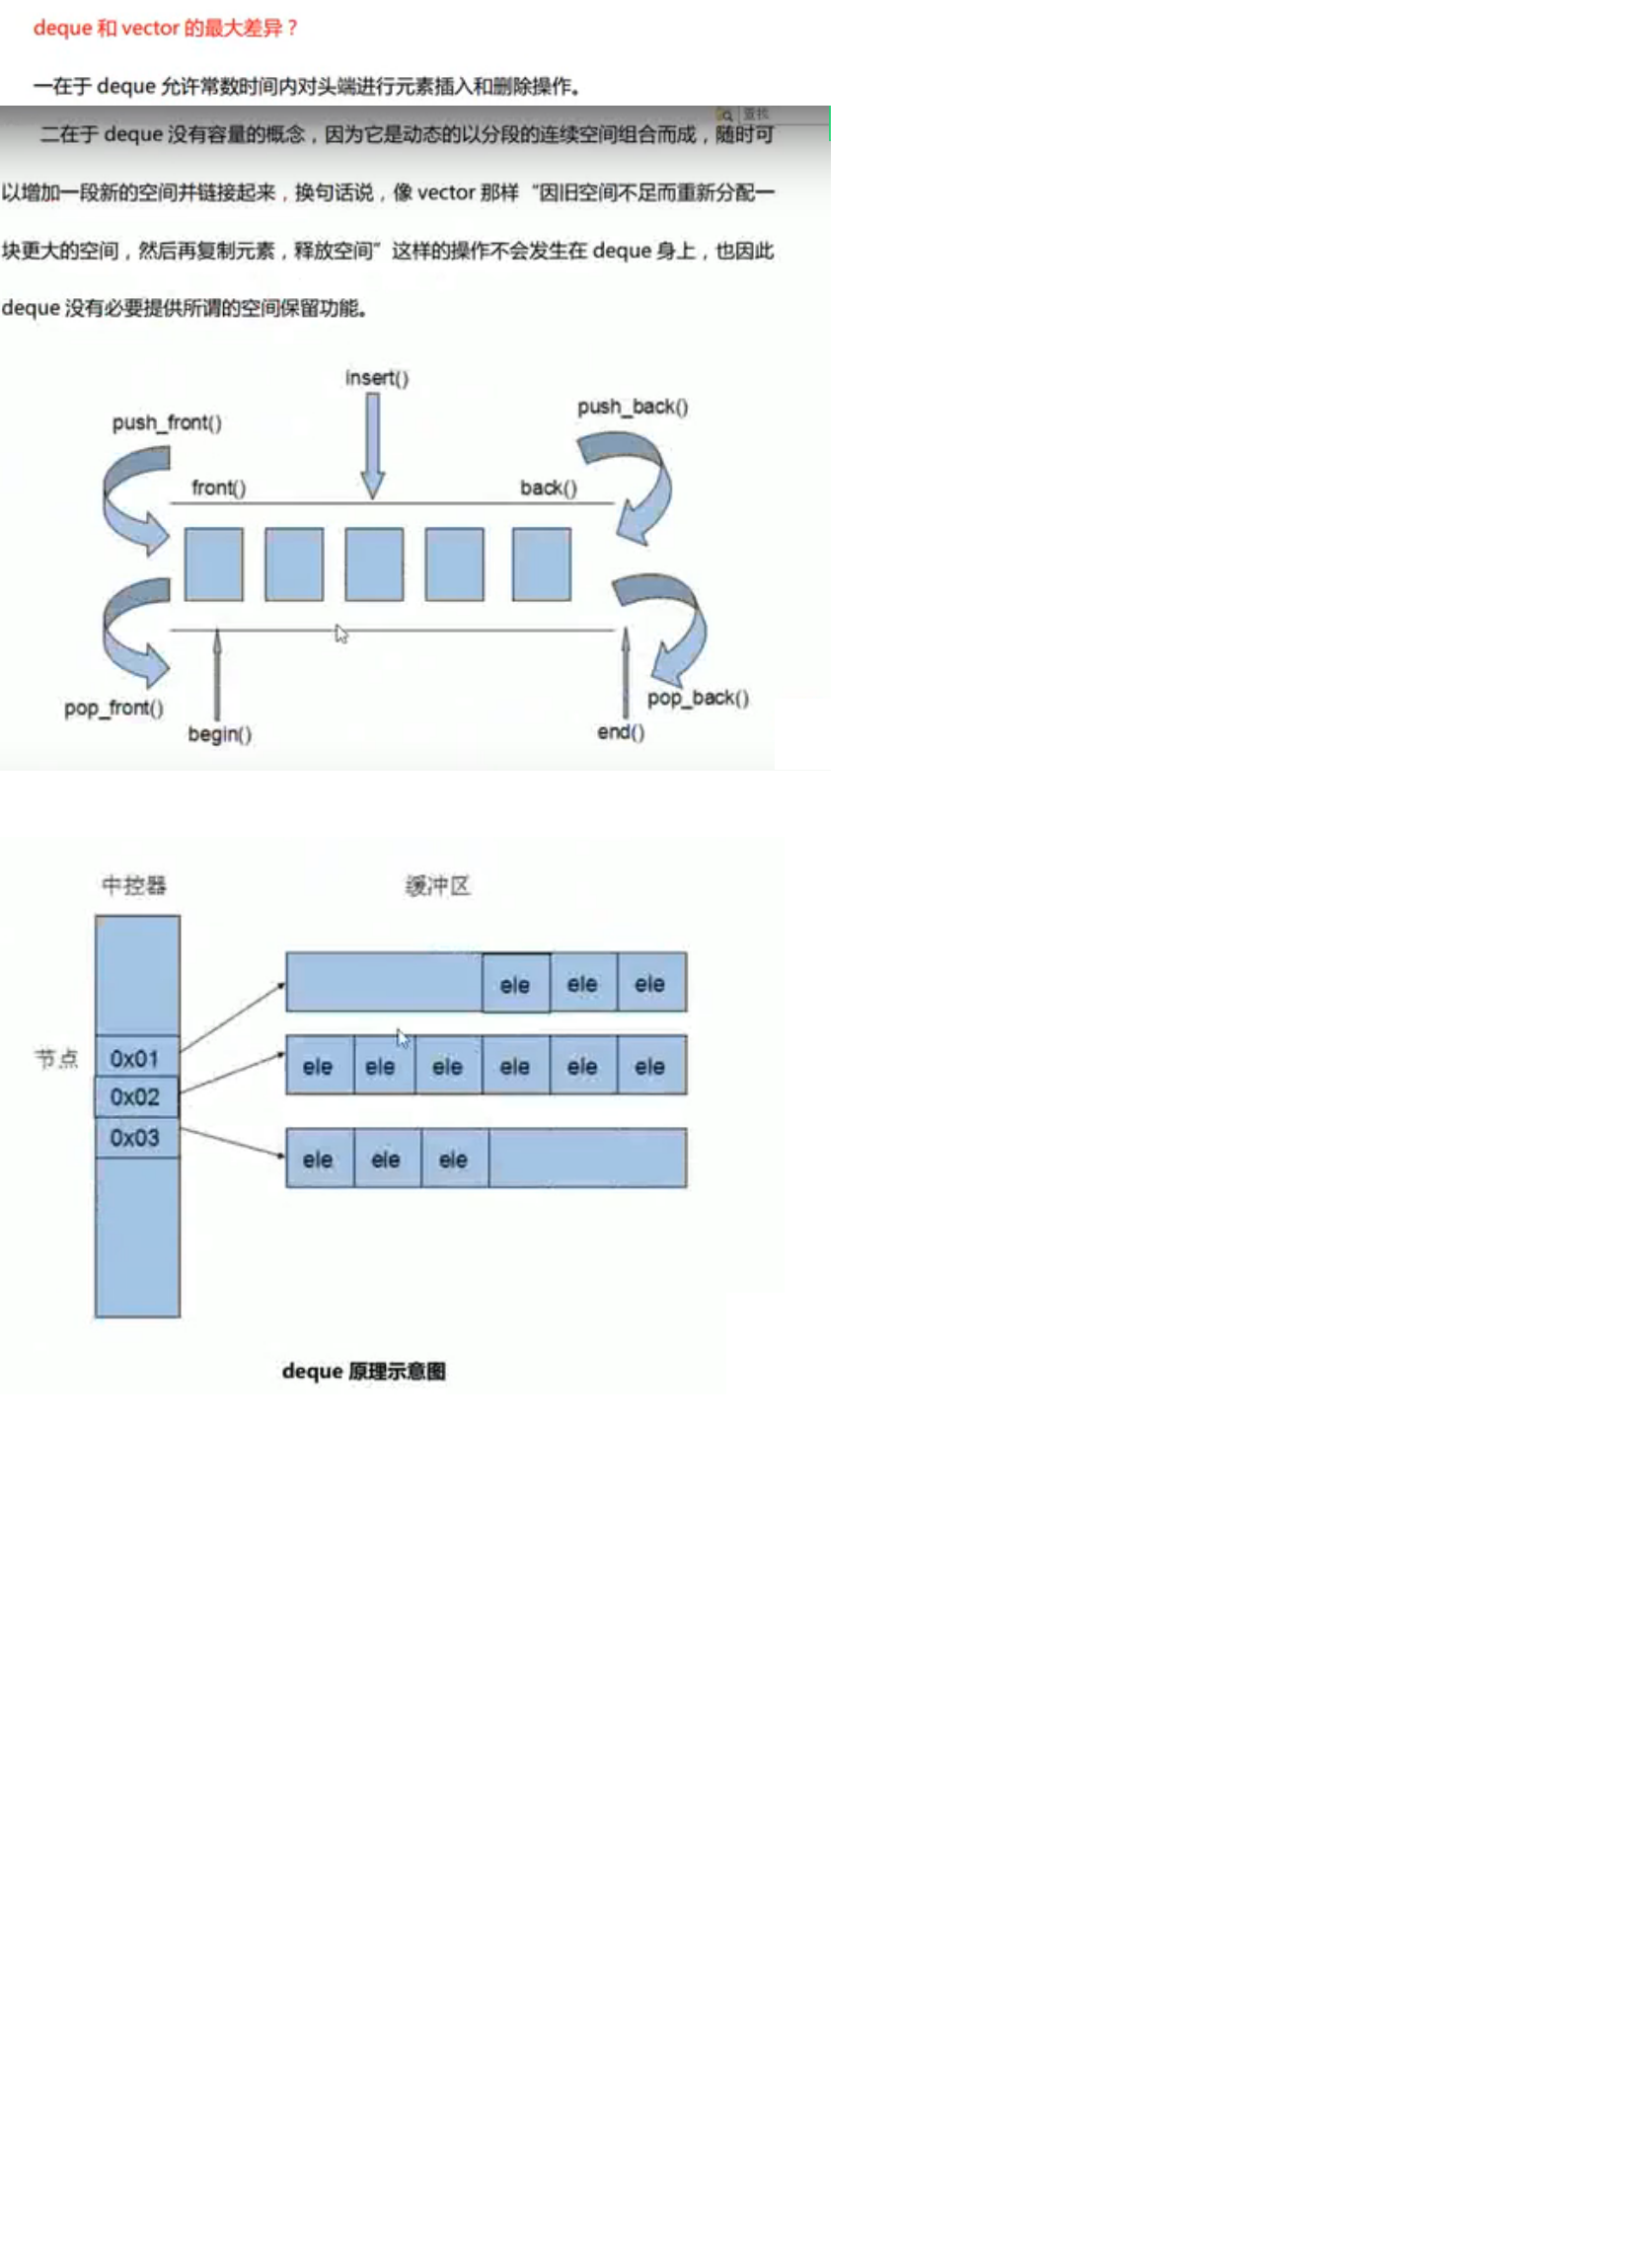 deque 和 vector 的最大差异？
一在于 deque 允许常数时间内对头端进行元素插入和删除操作。
查找
二在于 deque 没有容量的概念，因为它是动态的以分段的连续空间组合而成，随时可
以增加一段新的空间并链接起来，换句话说，像 vector 那样“因旧空间不足而重新分配一
块更大的空间，然后再复制元素，释放空间”这样的操作不会发生在 deque 身上，也因此
deque 没有必要提供所谓的空间保留功能。
insert()
push_front()
push_back()
front()
back()
pop_front()
pop_back()
begin()
end()
中控器
缓冲区
ele ele ele
节点
0x01
ele ele ele ele ele ele
0x02
0x03
ele ele ele
deque 原理示意图